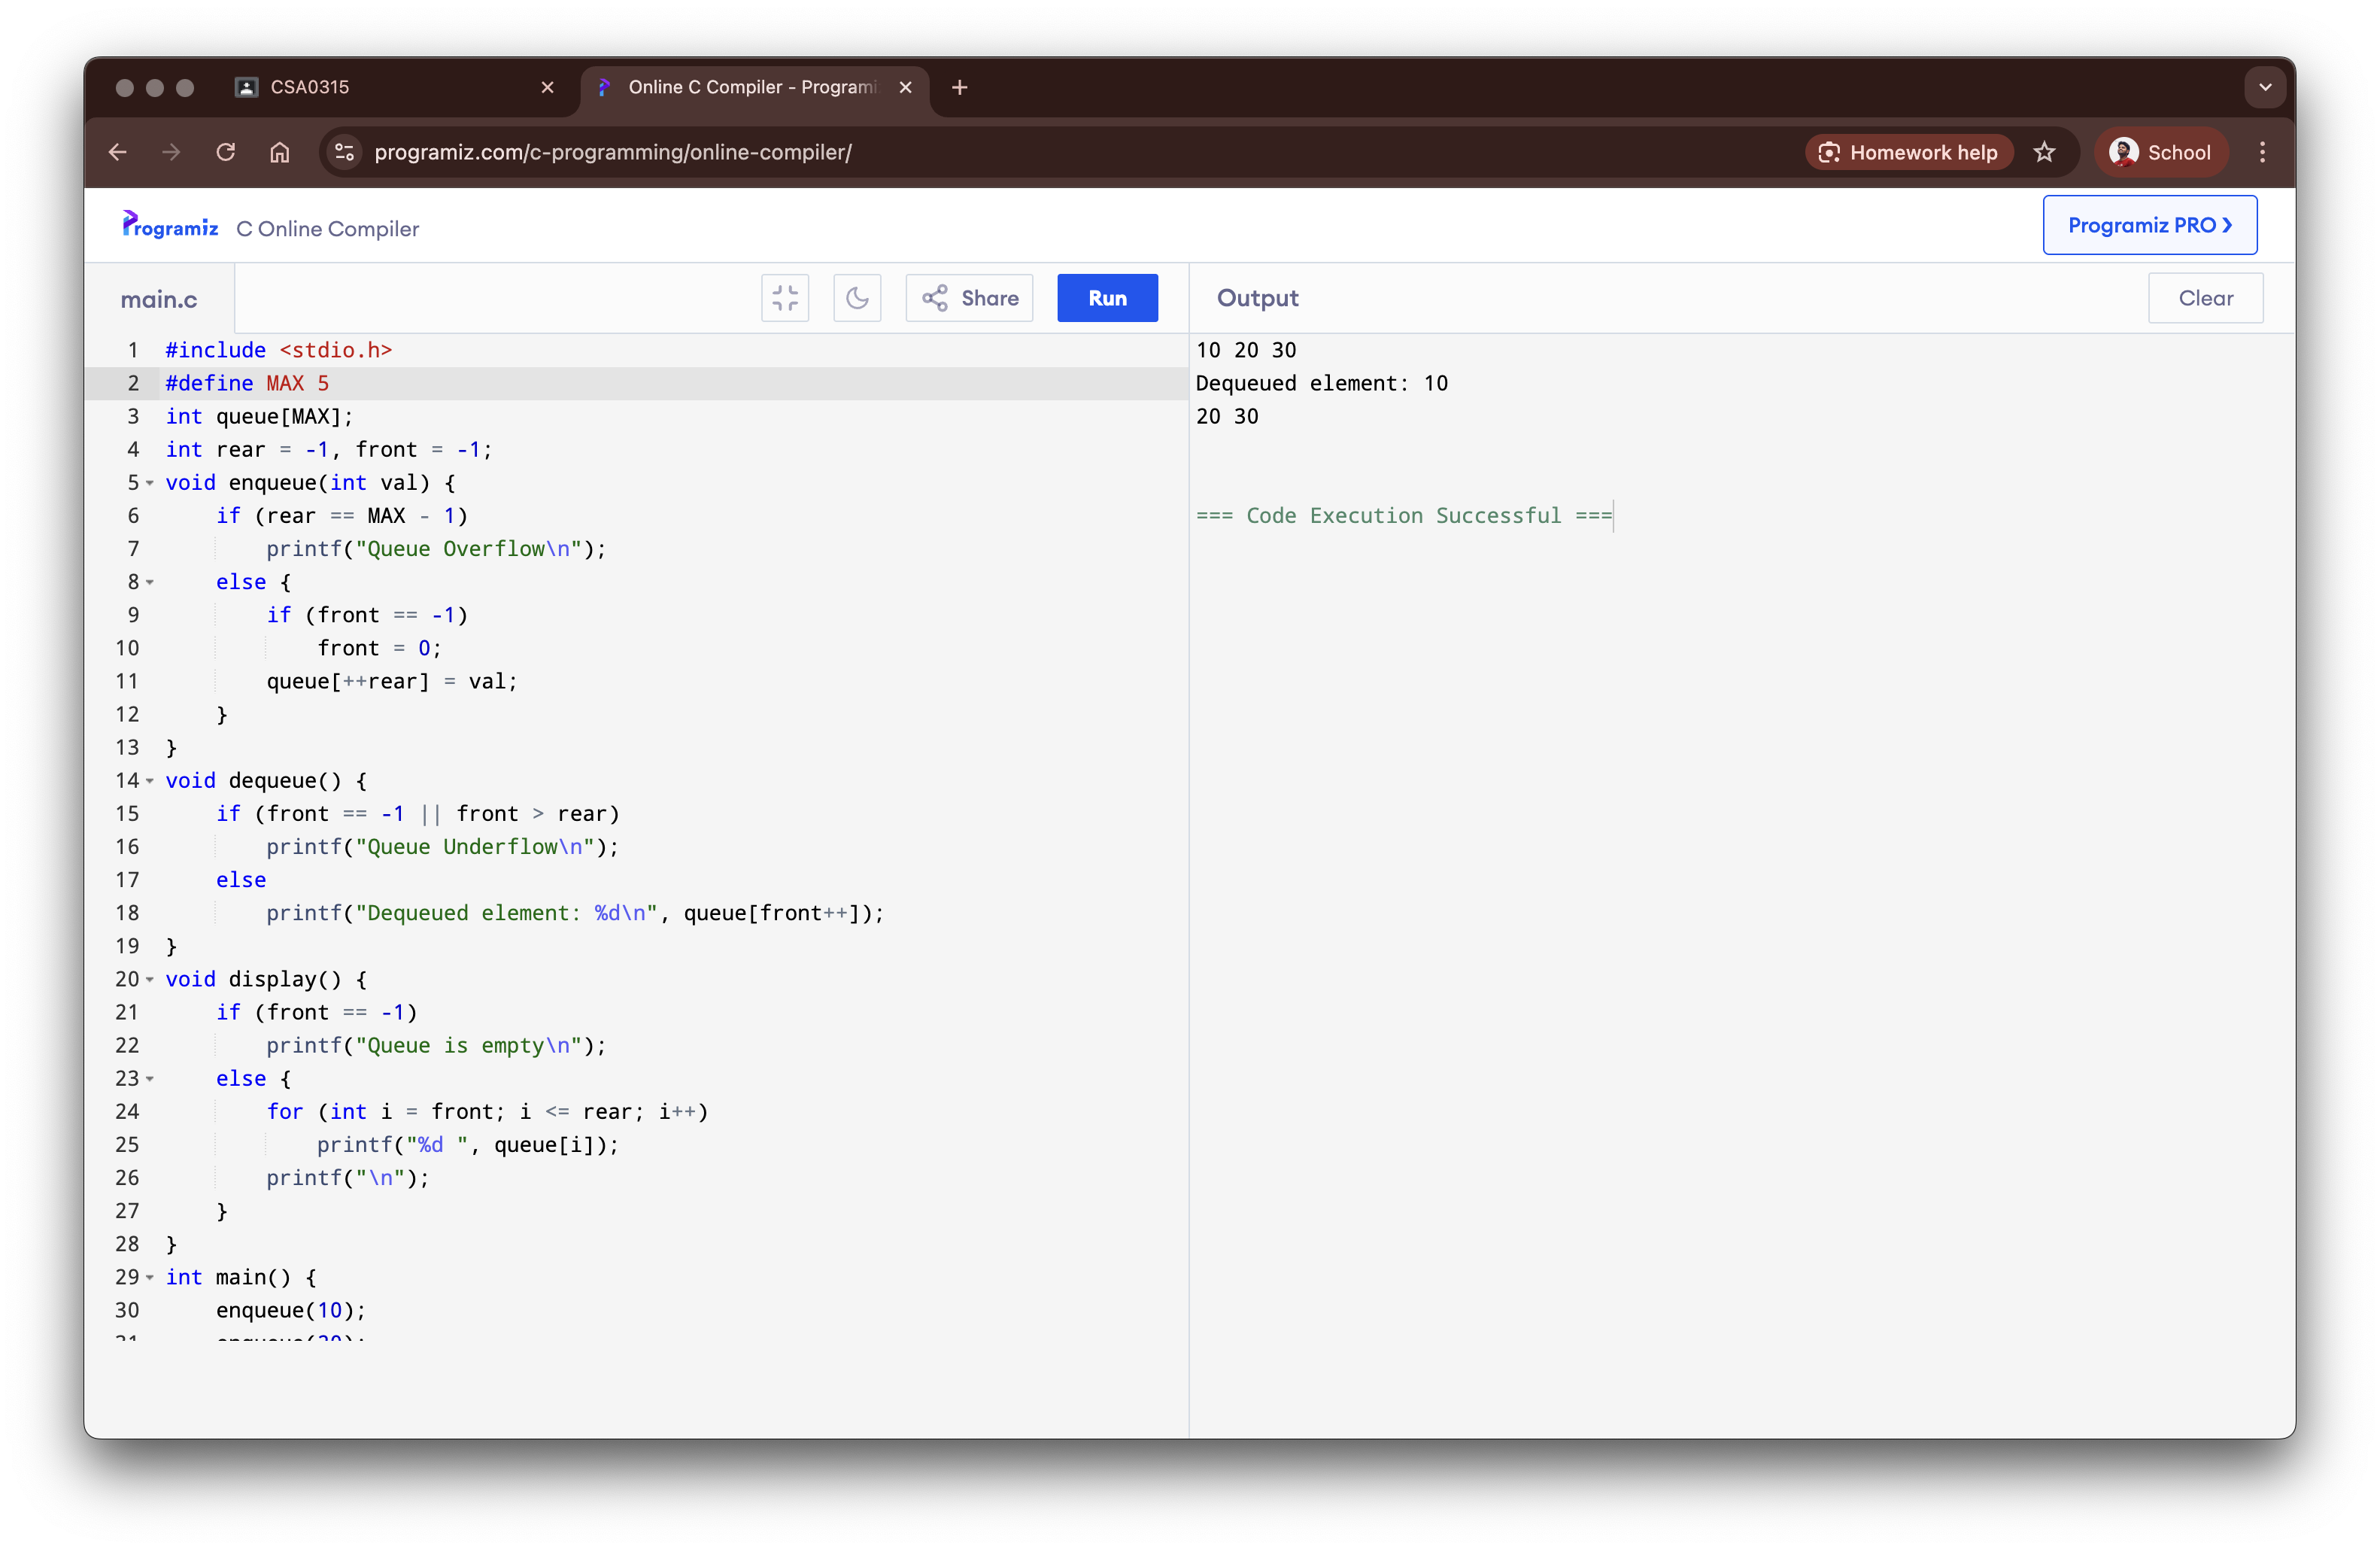 CSA0315
Online C Compiler - Programi
programiz.com/c-programming/online-compiler/
Homework help
School
Programiz C Online Compiler
Programiz PRO ❯
main.c
Share
Run
Output
Clear
1 #include <stdio.h>
2 #define MAX 5
3 int queue[MAX];
4 int rear = -1, front = -1;
5 void enqueue(int val) {
6     if (rear == MAX - 1)
7         printf("Queue Overflow\n");
8     else {
9         if (front == -1)
10             front = 0;
11         queue[++rear] = val;
12     }
13 }
14 void dequeue() {
15     if (front == -1 || front > rear)
16         printf("Queue Underflow\n");
17     else
18         printf("Dequeued element: %d\n", queue[front++]);
19 }
20 void display() {
21     if (front == -1)
22         printf("Queue is empty\n");
23     else {
24         for (int i = front; i <= rear; i++)
25             printf("%d ", queue[i]);
26         printf("\n");
27     }
28 }
29 int main() {
30     enqueue(10);
31     enqueue(20);
10 20 30
Dequeued element: 10
20 30
=== Code Execution Successful ===